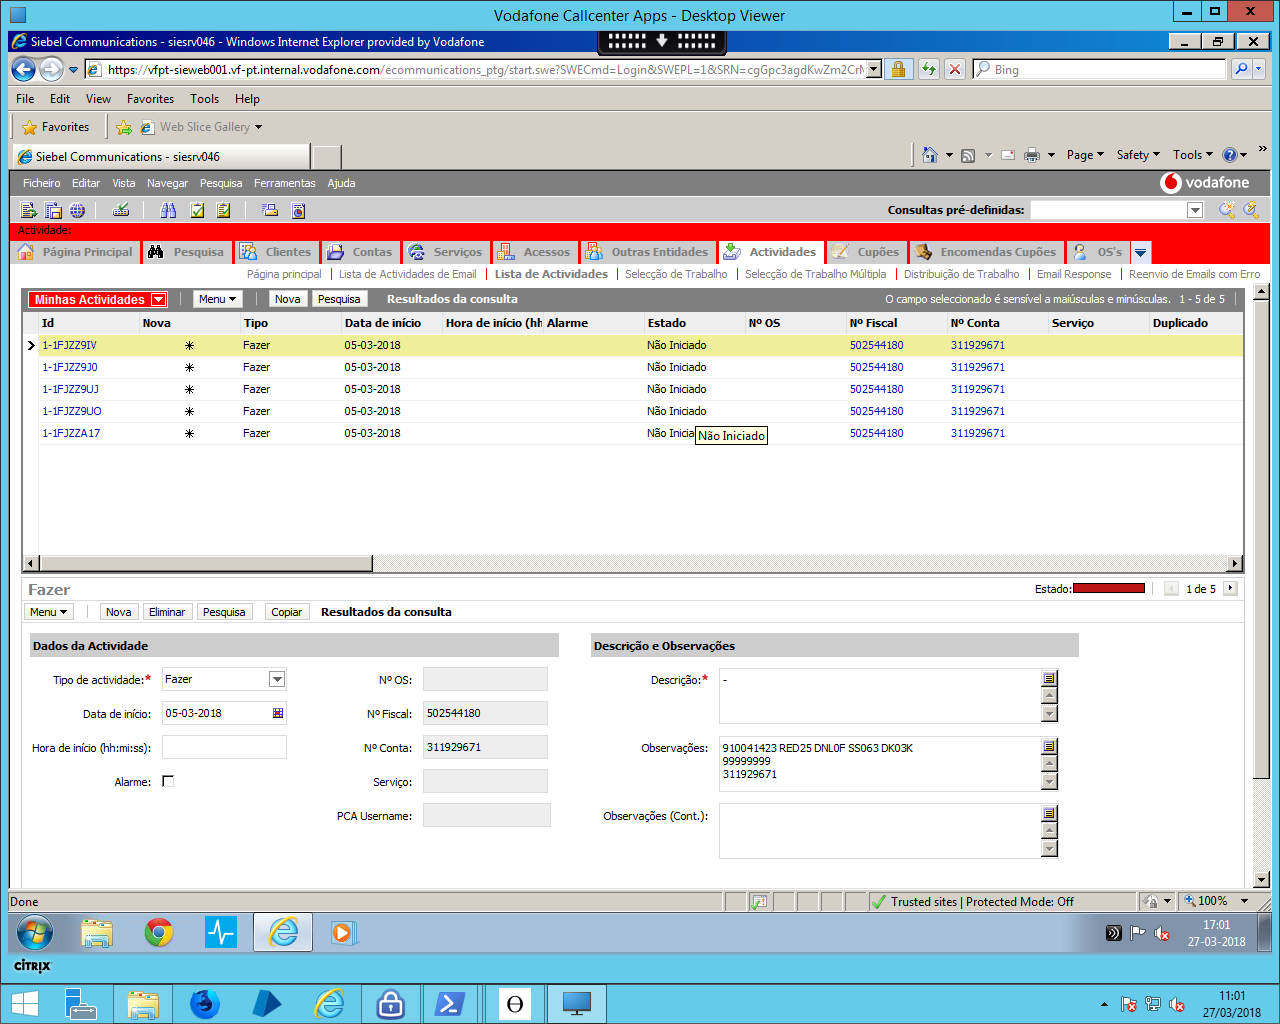 Vodafone Callcenter Apps - Desktop Viewer
Siebel Communications - siesrv046 - Windows Internet Explorer provided by Vodafone
https://vfpt-sieweb001.vf-pt.internal.vodafone.com/ecommunications_ptg/start.swe?SWECmd=Login&SWEPL=1&SRN=cgGpc3agdKwZm2CrM
Bing
File Edit View Favorites Tools Help
Favorites Web Slice Gallery
Siebel Communications - siesrv046
Page Safety Tools
Ficheiro Editar Vista Navegar Pesquisa Ferramentas Ajuda
vodafone
Consultas pré-definidas:
Actividade:
Página Principal Pesquisa Clientes Contas Serviços Acessos Outras Entidades Actividades Cupões Encomendas Cupões OS's
Página principal Lista de Actividades de Email Lista de Actividades Selecção de Trabalho Selecção de Trabalho Múltipla Distribuição de Trabalho Email Response Reenvio de Emails com Erro
Minhas Actividades Menu Nova Pesquisa Resultados da consulta O campo seleccionado é sensível a maiúsculas e minúsculas. 1 - 5 de 5
Id Nova Tipo Data de início Hora de início (hh Alarme Estado Nº OS Nº Fiscal Nº Conta Serviço Duplicado
1-1FJZZ9IV Fazer 05-03-2018 Não Iniciado 502544180 311929671
1-1FJZZ9J0 Fazer 05-03-2018 Não Iniciado 502544180 311929671
1-1FJZZ9UJ Fazer 05-03-2018 Não Iniciado 502544180 311929671
1-1FJZZ9UO Fazer 05-03-2018 Não Iniciado 502544180 311929671
1-1FJZZA17 Fazer 05-03-2018 Não Inicia Não Iniciado 502544180 311929671
Fazer Estado: 1 de 5
Menu Nova Eliminar Pesquisa Copiar Resultados da consulta
Dados da Actividade Descrição e Observações
Tipo de actividade:* Fazer Nº OS: Descrição:* -
Data de início: 05-03-2018 Nº Fiscal: 502544180
Hora de início (hh:mi:ss): Nº Conta: 311929671 Observações: 910041423 RED25 DNL0F SS063 DK03K
99999999
311929671
Alarme: Serviço:
PCA Username: Observações (Cont.):
Done Trusted sites | Protected Mode: Off 100%
17:01
27-03-2018
CITRIX
11:01
27/03/2018